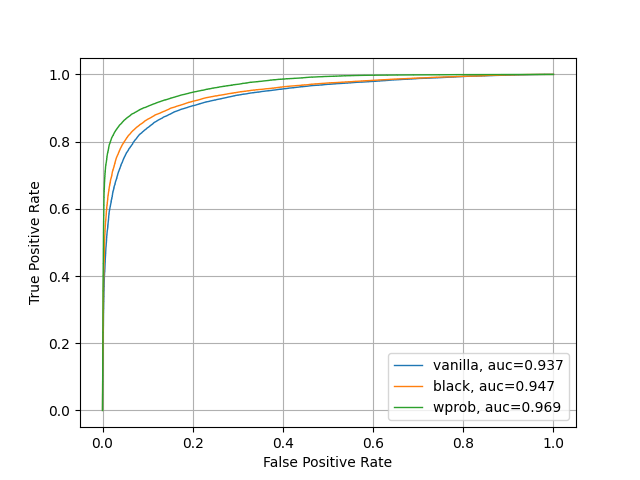 1.0
0.8
0.6
0.4
0.2
0.0
True Positive Rate
vanilla, auc=0.937
black, auc=0.947
wprob, auc=0.969
0.0 0.2 0.4 0.6 0.8 1.0
False Positive Rate